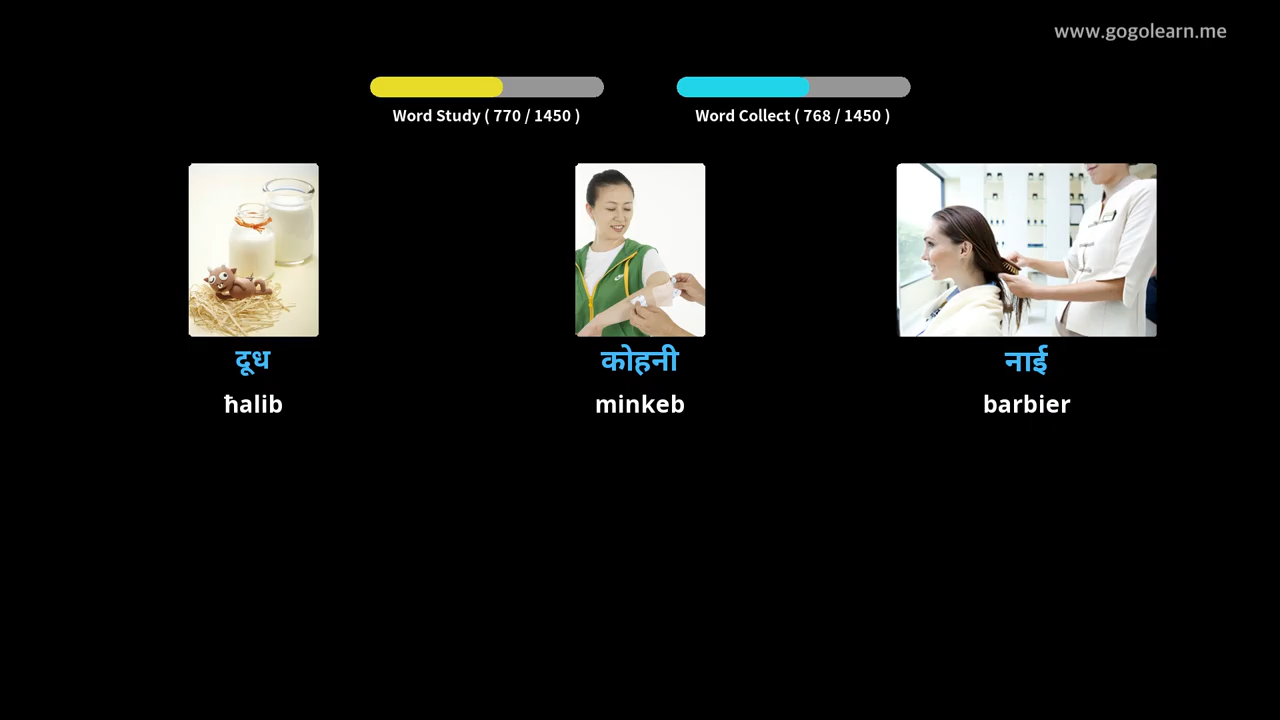 www.gogolearn.me
Word Study ( 770 / 1450 )
Word Collect ( 768 / 1450 )
दूध
कोहनी
नाई
ħalib
minkeb
barbier